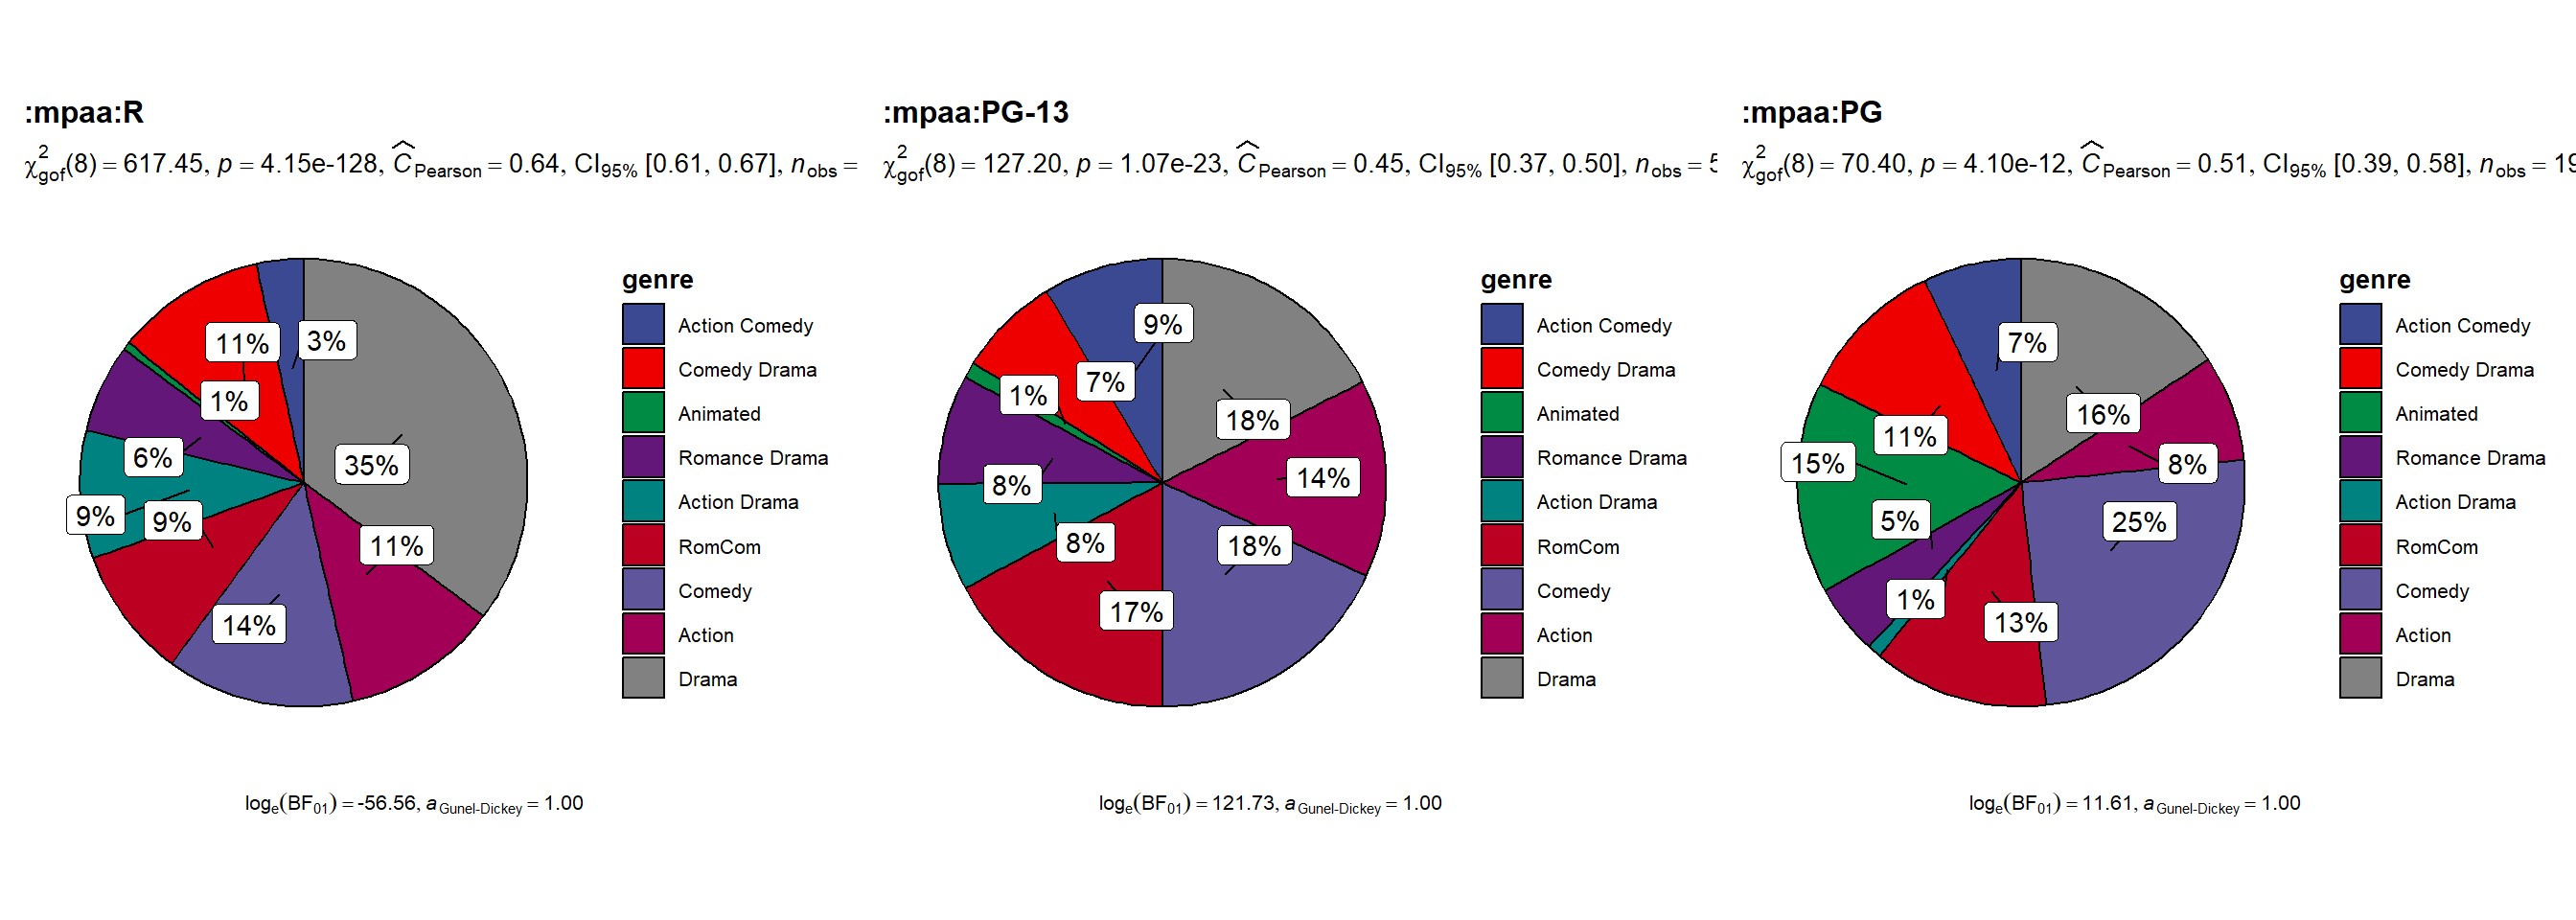 :mpaa:R
χ²gof(8) = 617.45, p = 4.15e-128, ĈPearson = 0.64, CI95% [0.61, 0.67], nobs =
3%
11%
1%
6%
35%
9%
9%
11%
14%
genre
Action Comedy
Comedy Drama
Animated
Romance Drama
Action Drama
RomCom
Comedy
Action
Drama
loge(BF01) = -56.56, aGunel-Dickey = 1.00
:mpaa:PG-13
χ²gof(8) = 127.20, p = 1.07e-23, ĈPearson = 0.45, CI95% [0.37, 0.50], nobs =
9%
7%
1%
18%
14%
8%
8%
18%
17%
genre
Action Comedy
Comedy Drama
Animated
Romance Drama
Action Drama
RomCom
Comedy
Action
Drama
loge(BF01) = 121.73, aGunel-Dickey = 1.00
:mpaa:PG
χ²gof(8) = 70.40, p = 4.10e-12, ĈPearson = 0.51, CI95% [0.39, 0.58], nobs =
7%
16%
11%
15%
8%
5%
25%
1%
13%
genre
Action Comedy
Comedy Drama
Animated
Romance Drama
Action Drama
RomCom
Comedy
Action
Drama
loge(BF01) = 11.61, aGunel-Dickey = 1.00